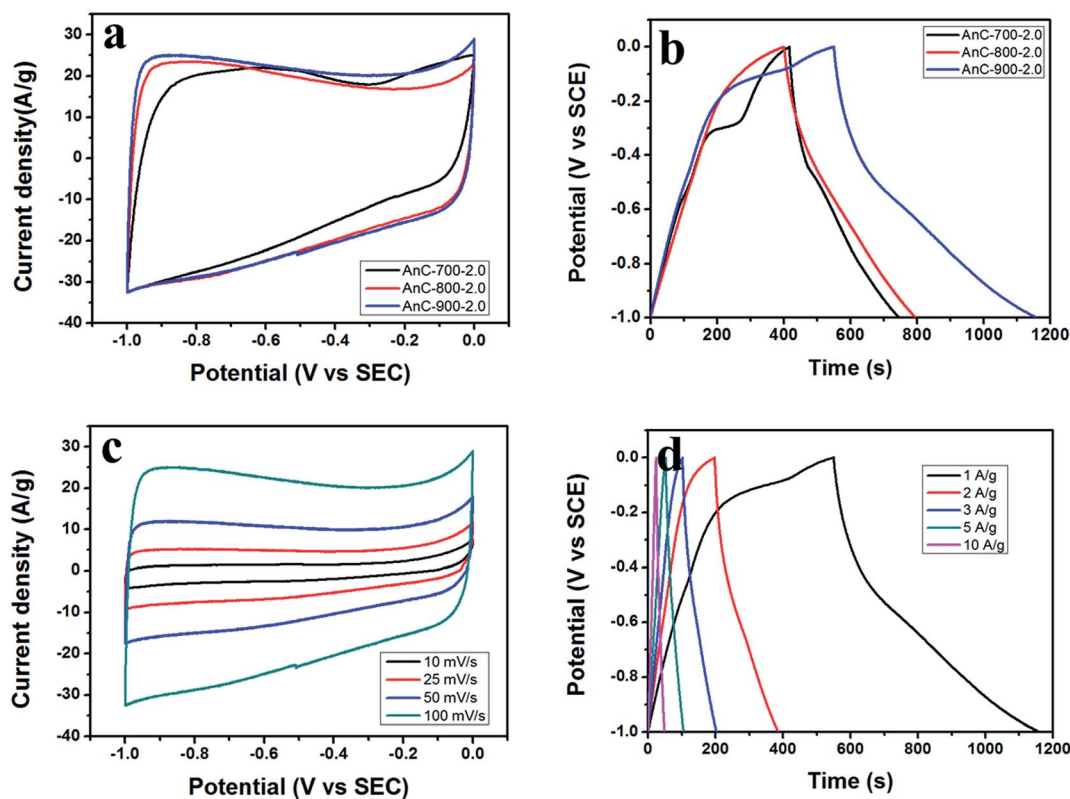 a
Current density(A/g)
30
20
10
0
-10
-20
-30
-40
-1.0
-0.8
-0.6
-0.4
-0.2
0.0
Potential (V vs SEC)
AnC-700-2.0
AnC-800-2.0
AnC-900-2.0
b
Potential (V vs SCE)
0.0
-0.2
-0.4
-0.6
-0.8
-1.0
0
200
400
600
800
1000
1200
Time (s)
AnC-700-2.0
AnC-800-2.0
AnC-900-2.0
c
Current density (A/g)
30
20
10
0
-10
-20
-30
-40
-1.0
-0.8
-0.6
-0.4
-0.2
0.0
Potential (V vs SEC)
10 mV/s
25 mV/s
50 mV/s
100 mV/s
d
Potential (V vs SCE)
0.0
-0.2
-0.4
-0.6
-0.8
-1.0
0
200
400
600
800
1000
1200
Time (s)
1 A/g
2 A/g
3 A/g
5 A/g
10 A/g